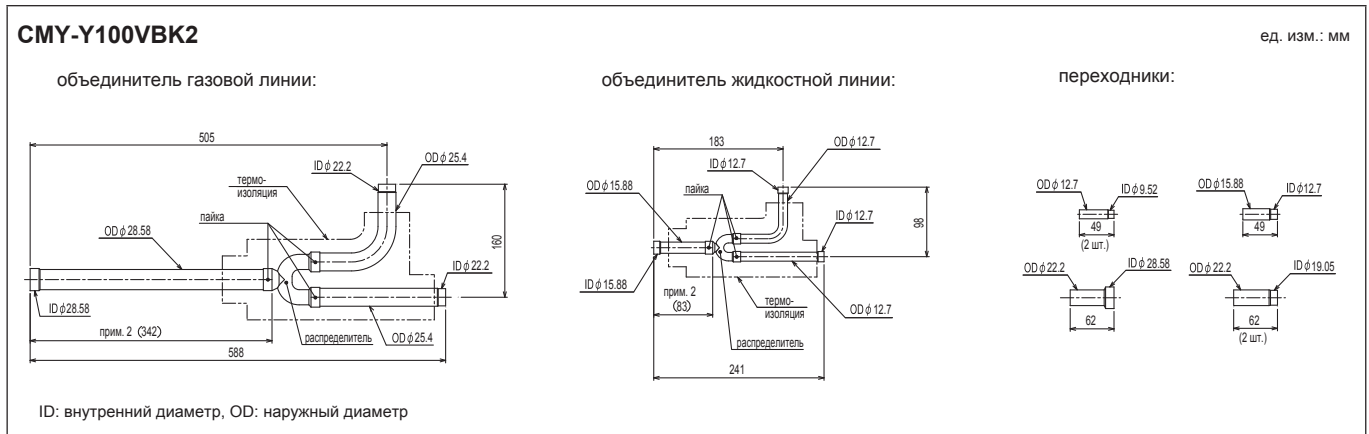 CMY-Y100VBK2
ед. изм.: мм
объединитель газовой линии:
объединитель жидкостной линии:
переходники:
505
ID ϕ 22.2
OD ϕ 25.4
термо-
изоляция
пайка
OD ϕ 28.58
160
ID ϕ 22.2
ID ϕ28.58
прим. 2 (342)
распределитель
OD ϕ 25.4
588
183
OD ϕ 12.7
ID ϕ 12.7
OD ϕ 15.88
пайка
ID ϕ 12.7
98
ID ϕ 15.88
прим. 2
(83)
термо-
изоляция
OD ϕ 12.7
распределитель
241
OD ϕ 12.7
ID ϕ 9.52
49
(2 шт.)
OD ϕ 15.88
ID ϕ 12.7
49
OD ϕ 22.2
ID ϕ 28.58
62
OD ϕ 22.2
ID ϕ 19.05
62
(2 шт.)
ID: внутренний диаметр, OD: наружный диаметр